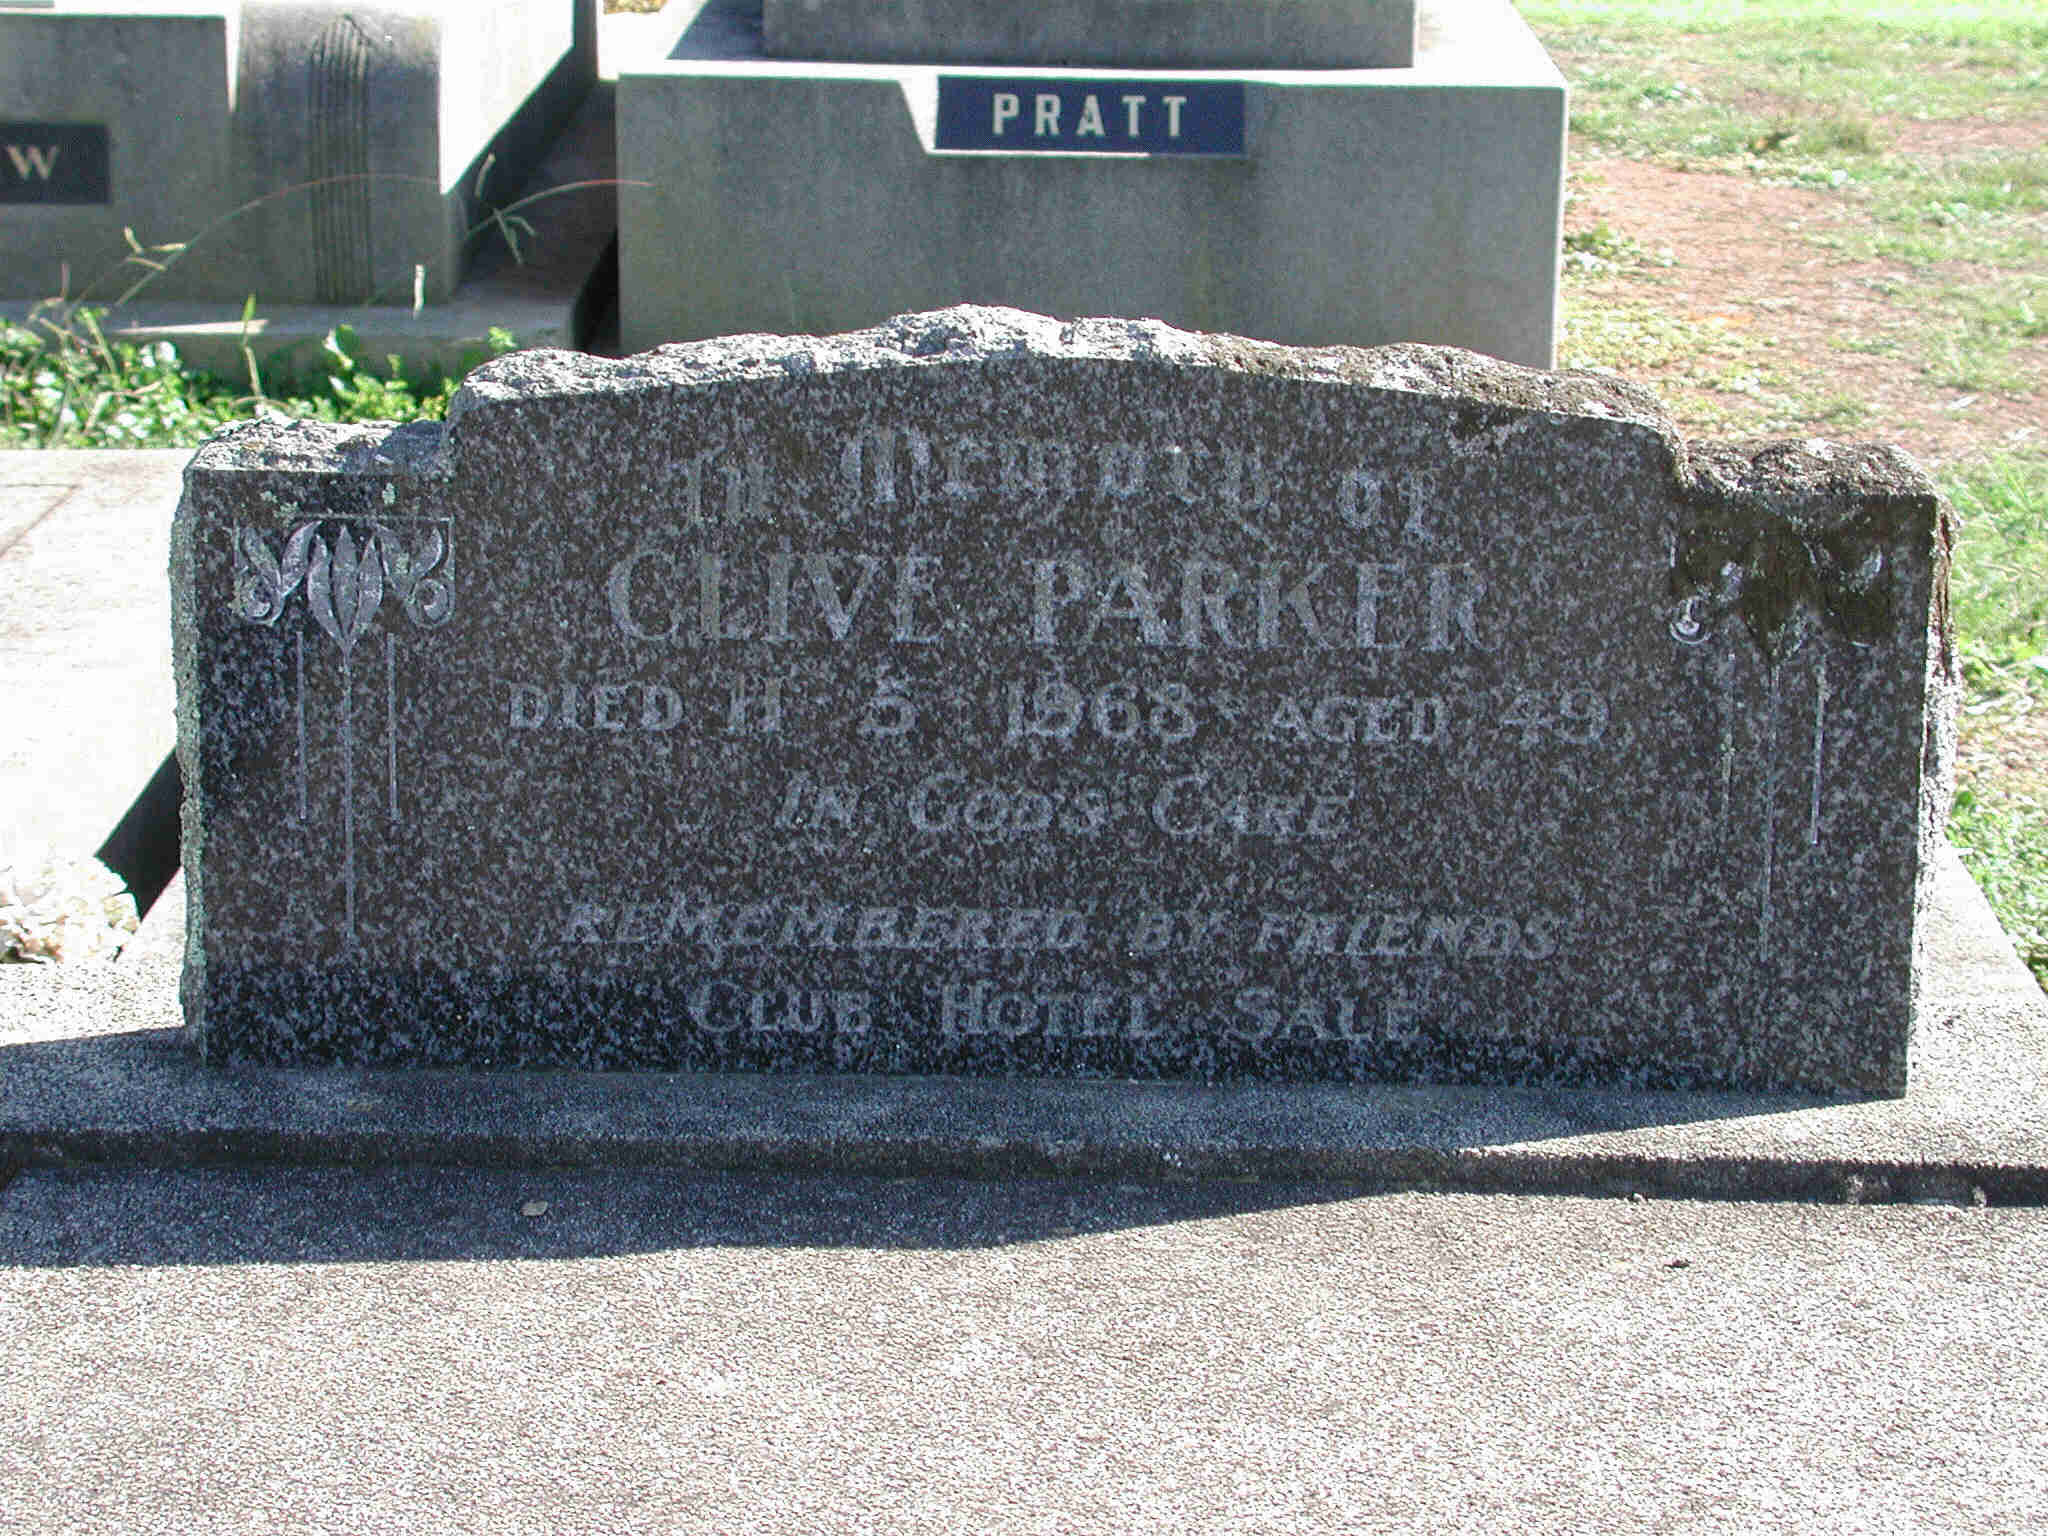 W
PRATT
In Memory of
CLIVE PARKER
DIED 11 5 1968 AGED 49
IN GOD'S CARE
REMEMBERED BY FRIENDS
CLUB HOTEL SALE